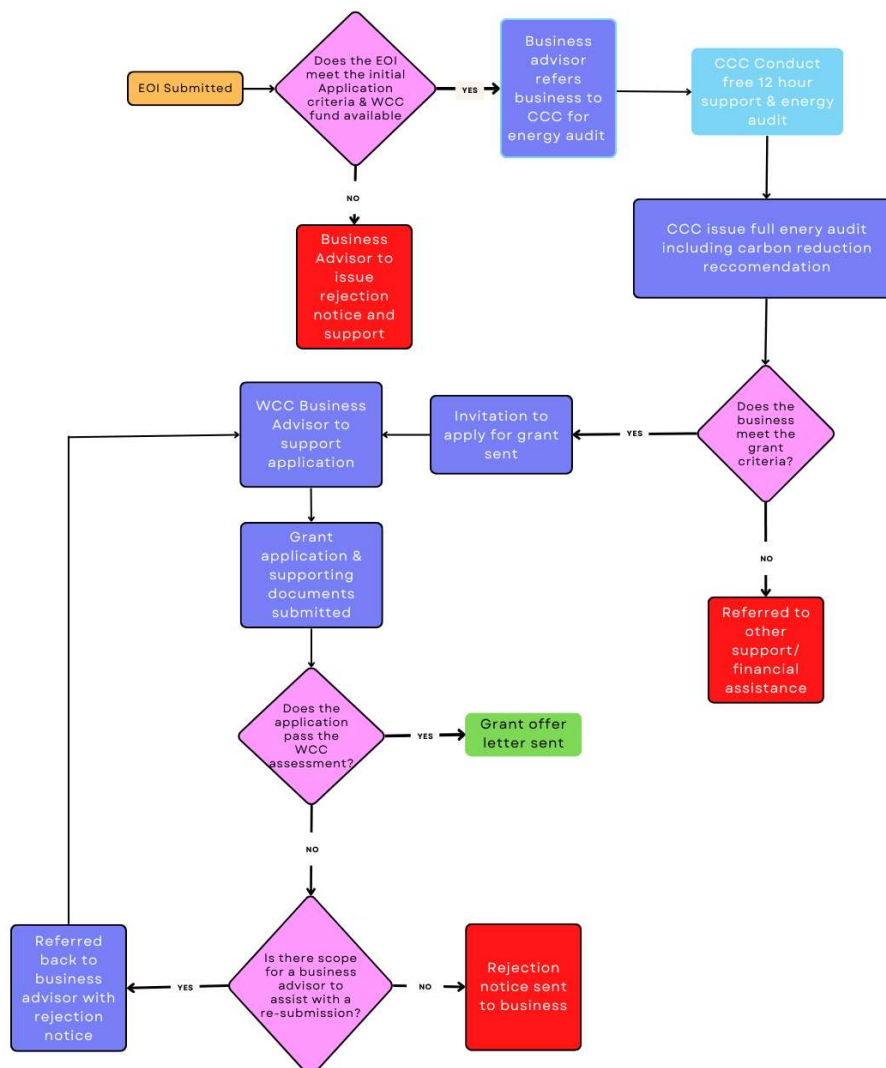 EOI Submitted
Does the EOI
meet the initial
Application
criteria & WCC
fund available
YES
Business
advisor
refers
business to
CCC for
energy audit
CCC Conduct
free 12 hour
support & energy
audit
NO
Business
Advisor to
issue
rejection
notice and
support
CCC issue full enery audit
including carbon reduction
reccomendation
Does the
business
meet the
grant
criteria?
YES
Invitation to
apply for grant
sent
WCC Business
Advisor to
support
application
NO
Referred to
other
support/
financial
assistance
Grant
application &
supporting
documents
submitted
Does the
application
pass the
WCC
assessment?
YES
Grant offer
letter sent
NO
Is there scope
for a business
advisor to
assist with a
re-submission?
YES
Referred
back to
business
advisor with
rejection
notice
NO
Rejection
notice sent
to business